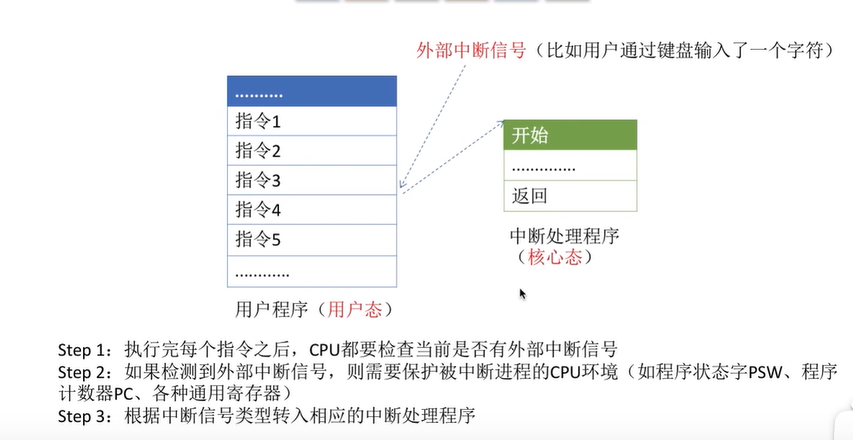 外部中断信号（比如用户通过键盘输入了一个字符）
..........
指令1
指令2
指令3
指令4
指令5
............
用户程序（用户态）
开始
..............
返回
中断处理程序
（核心态）
Step 1：执行完每个指令之后，CPU都要检查当前是否有外部中断信号
Step 2：如果检测到外部中断信号，则需要保护被中断进程的CPU环境（如程序状态字PSW、程序
计数器PC、各种通用寄存器）
Step 3：根据中断信号类型转入相应的中断处理程序